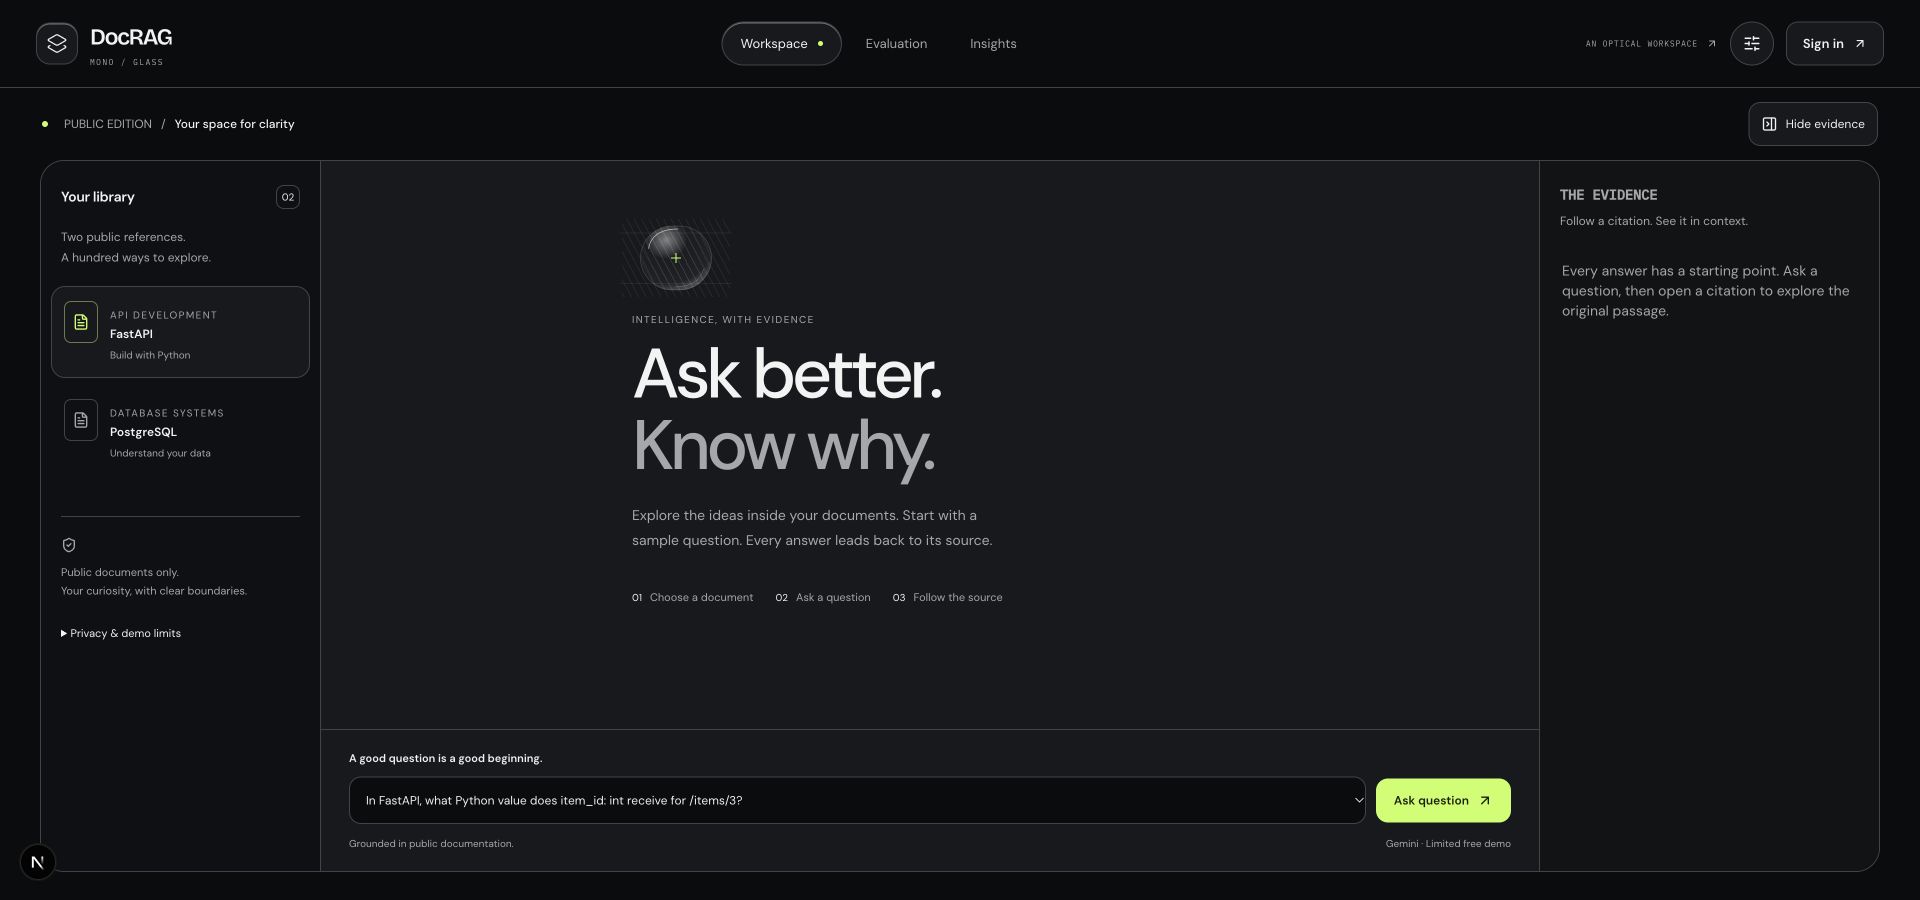 DocRAG
MONO / GLASS
Workspace
Evaluation
Insights
AN OPTICAL WORKSPACE
Sign in
PUBLIC EDITION / Your space for clarity
Hide evidence
Your library
02
Two public references.
A hundred ways to explore.
API DEVELOPMENT
FastAPI
Build with Python
DATABASE SYSTEMS
PostgreSQL
Understand your data
Public documents only.
Your curiosity, with clear boundaries.
Privacy & demo limits
INTELLIGENCE, WITH EVIDENCE
Ask better.
Know why.
Explore the ideas inside your documents. Start with a
sample question. Every answer leads back to its source.
01 Choose a document 02 Ask a question 03 Follow the source
A good question is a good beginning.
In FastAPI, what Python value does item_id: int receive for /items/3?
Ask question
Grounded in public documentation.
Gemini · Limited free demo
THE EVIDENCE
Follow a citation. See it in context.
Every answer has a starting point. Ask a
question, then open a citation to explore the
original passage.
N